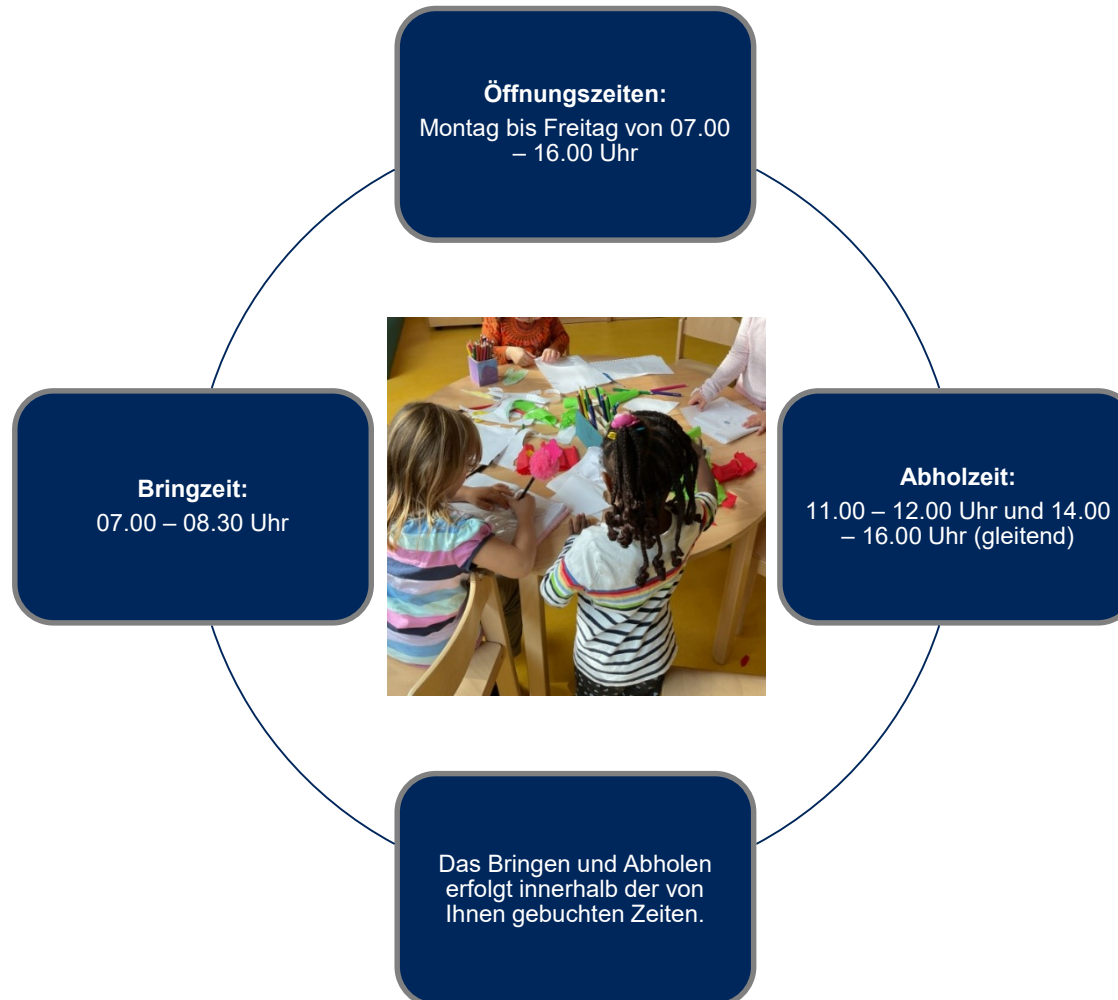 Öffnungszeiten:
Montag bis Freitag von 07.00
– 16.00 Uhr
Bringzeit:
07.00 – 08.30 Uhr
Abholzeit:
11.00 – 12.00 Uhr und 14.00
– 16.00 Uhr (gleitend)
Das Bringen und Abholen
erfolgt innerhalb der von
Ihnen gebuchten Zeiten.